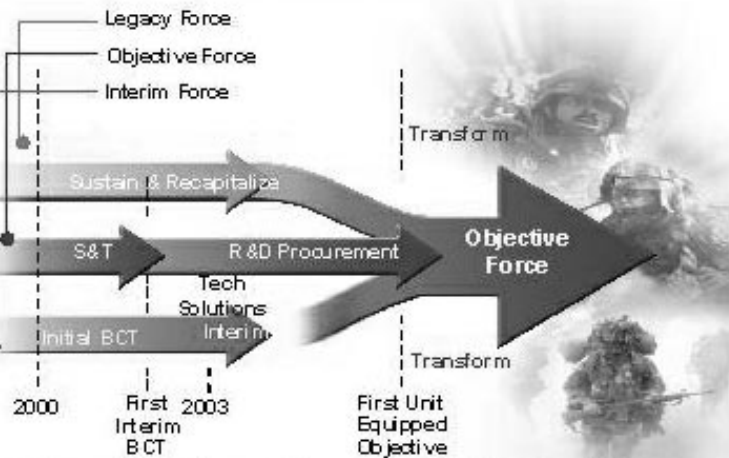 Legacy Force
Objective Force
Interim Force
Transform
Sustain & Recapitalize
S&T
R&D Procurement
Objective
Force
Tech
Solutions
Initial BCT
Interim
Transform
2000
First
Interim
BCT
2003
First Unit
Equipped
Objective